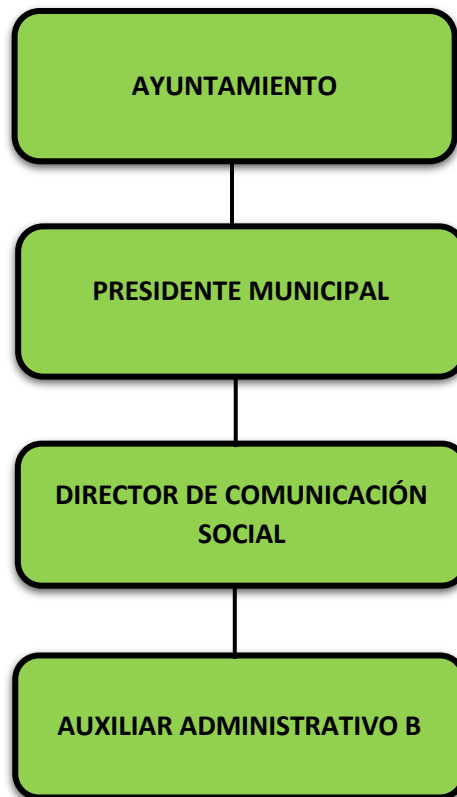 AYUNTAMIENTO
PRESIDENTE MUNICIPAL
DIRECTOR DE COMUNICACIÓN
SOCIAL
AUXILIAR ADMINISTRATIVO B